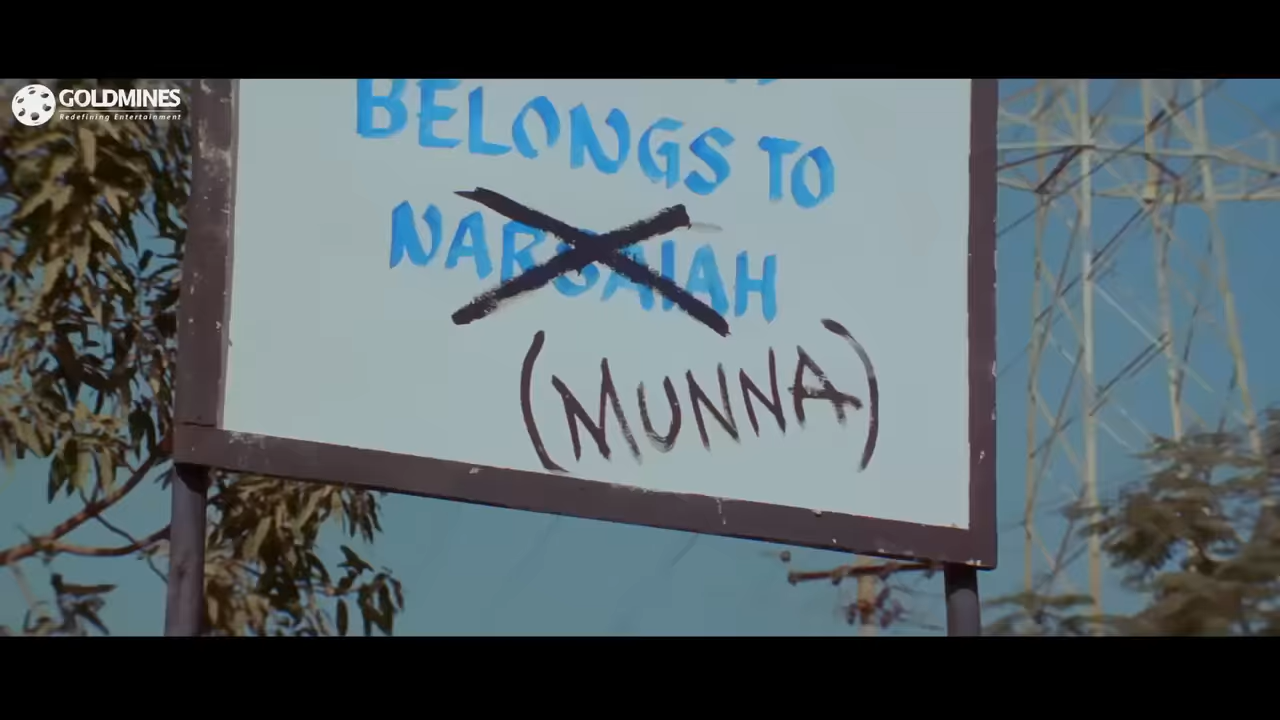 GOLDMINES
Redefining Entertainment
BELONGS TO
NARSAIAH
(MUNNA)